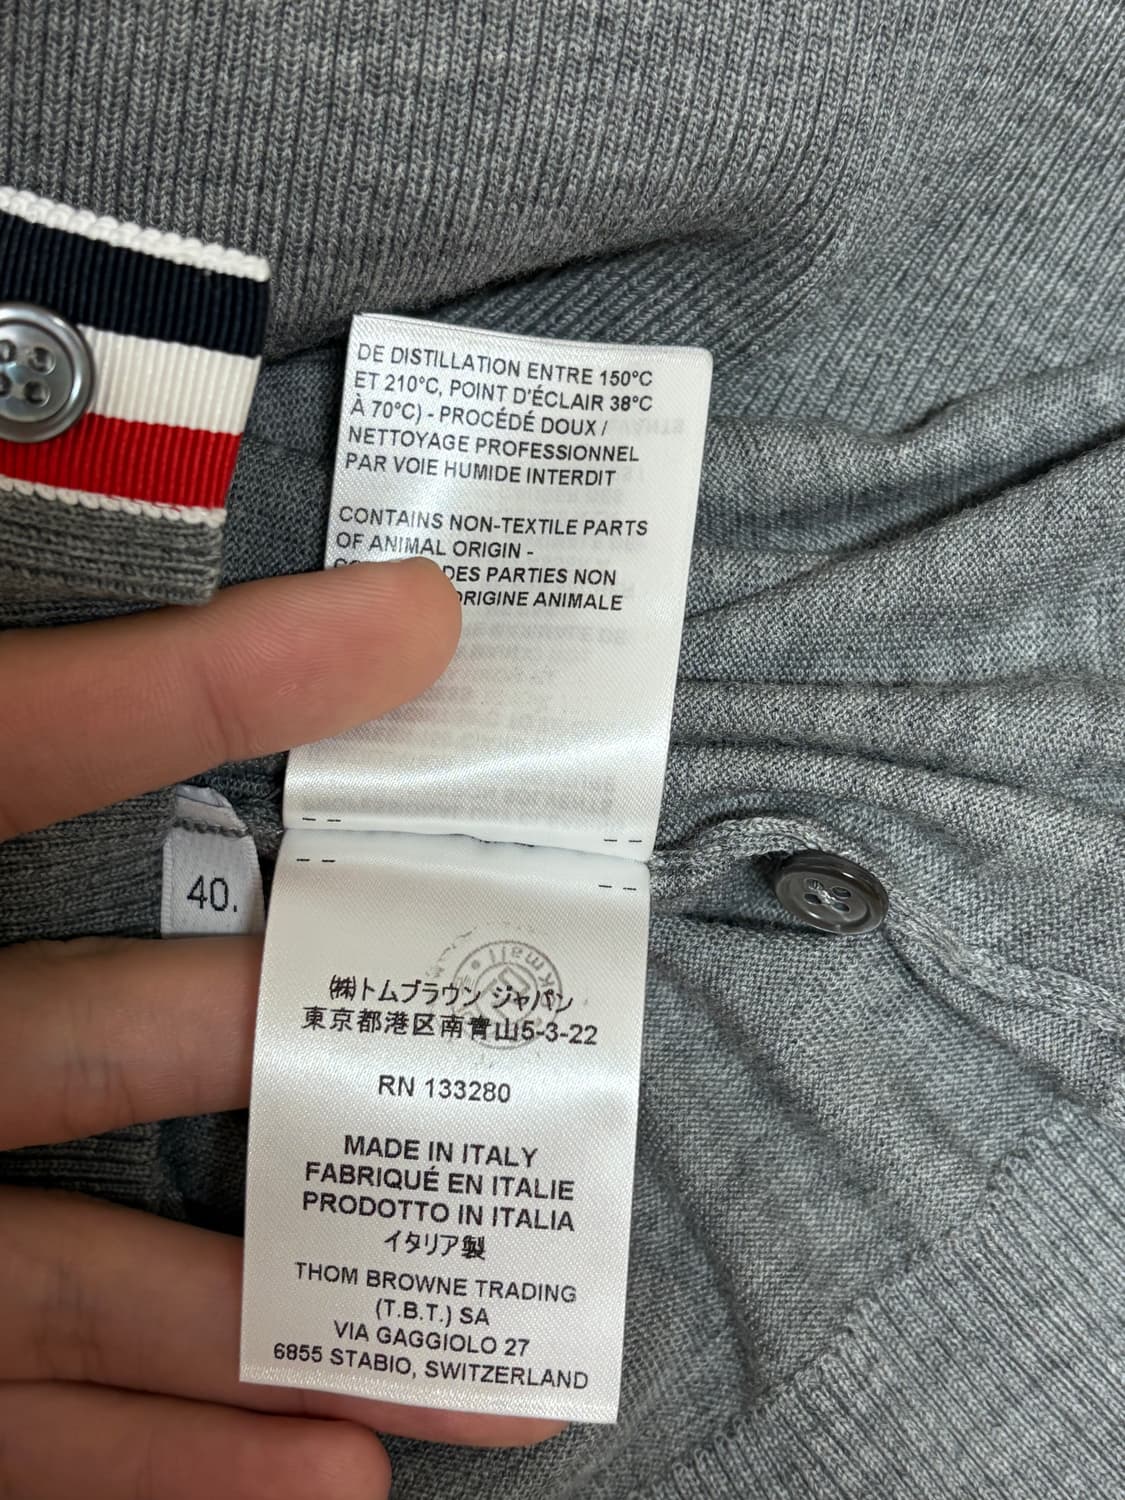 DE DISTILLATION ENTRE 150°C
ET 210°C, POINT D'ÉCLAIR 38°C
À 70°C) - PROCÉDÉ DOUX /
NETTOYAGE PROFESSIONNEL
PAR VOIE HUMIDE INTERDIT
CONTAINS NON-TEXTILE PARTS
OF ANIMAL ORIGIN -
DES PARTIES NON
ORIGINE ANIMALE
40.
㈱トムブラウン ジャパン
東京都港区南青山5-3-22
RN 133280
MADE IN ITALY
FABRIQUÉ EN ITALIE
PRODOTTO IN ITALIA
イタリア製
THOM BROWNE TRADING
(T.B.T.) SA
VIA GAGGIOLO 27
6855 STABIO, SWITZERLAND